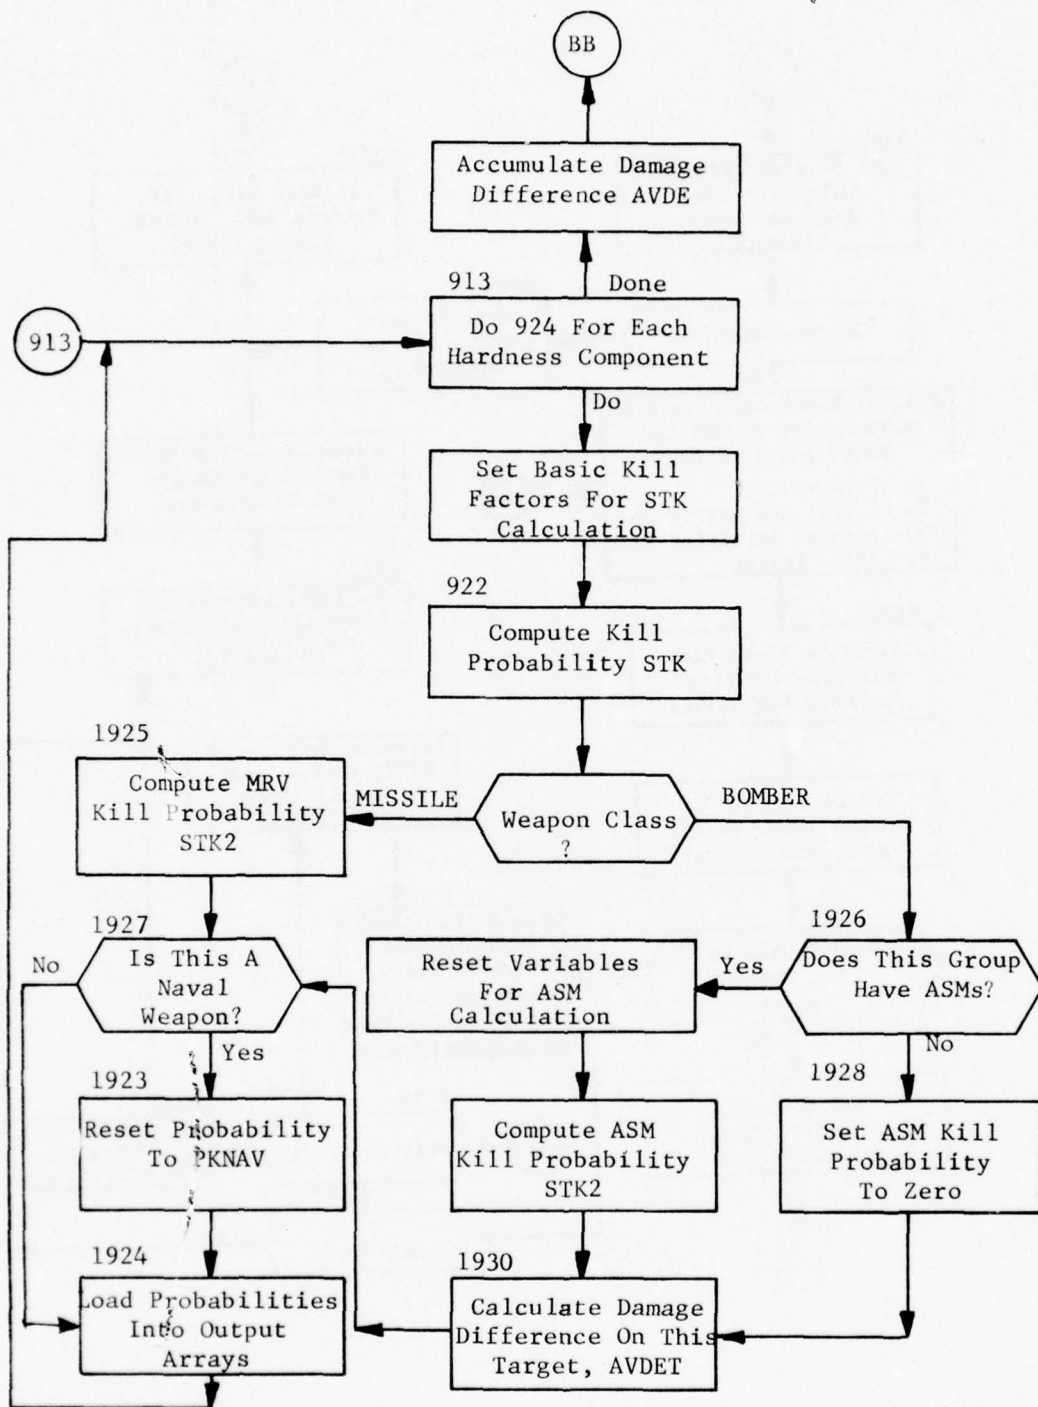 BB
Accumulate Damage
Difference AVDE
913
Done
913
Do 924 For Each
Hardness Component
Do
Set Basic Kill
Factors For STK
Calculation
922
Compute Kill
Probability STK
1925
Compute MRV
Kill Probability
STK2
MISSILE
Weapon Class
?
BOMBER
1927
Is This A
Naval
Weapon?
No
Yes
Reset Variables
For ASM
Calculation
Yes
1926
Does This Group
Have ASMs?
No
1923
Reset Probability
To PKNAV
Compute ASM
Kill Probability
STK2
1928
Set ASM Kill
Probability
To Zero
1924
Load Probabilities
Into Output
Arrays
1930
Calculate Damage
Difference On This
Target, AVDET